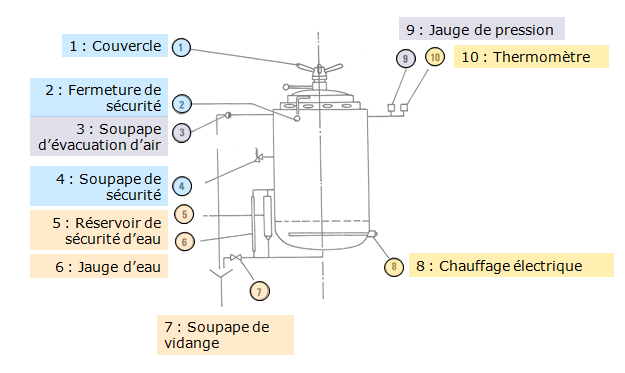 1 : Couvercle
1
2 : Fermeture de
sécurité
2
3 : Soupape
d'évacuation d'air
3
4 : Soupape de
sécurité
4
5 : Réservoir de
sécurité d'eau
5
6 : Jauge d'eau
6
7
7 : Soupape de
vidange
9 : Jauge de pression
9
10
10 : Thermomètre
8
8 : Chauffage électrique